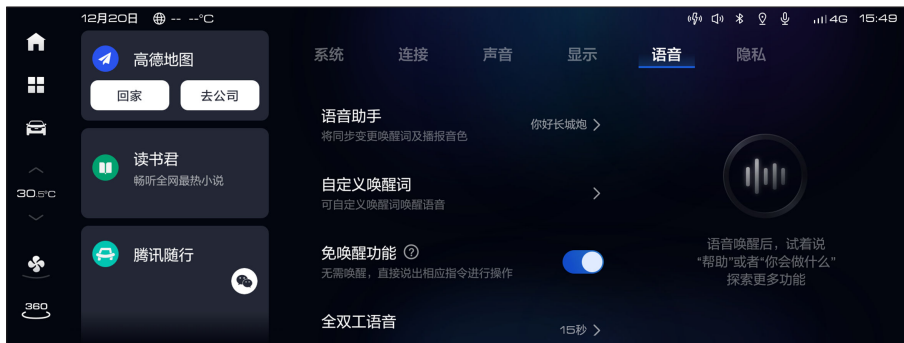 12月20日 -- --°C
4G 15:49
30.5°C
360
高德地图
回家 去公司
读书君
畅听全网最热小说
腾讯随行
系统 连接 声音 显示 语音 隐私
语音助手
将同步变更唤醒词及播报音色
你好长城炮
自定义唤醒词
可自定义唤醒词唤醒语音
免唤醒功能
无需唤醒，直接说出相应指令进行操作
全双工语音
15秒
语音唤醒后，试着说
“帮助”或者“你会做什么”
探索更多功能